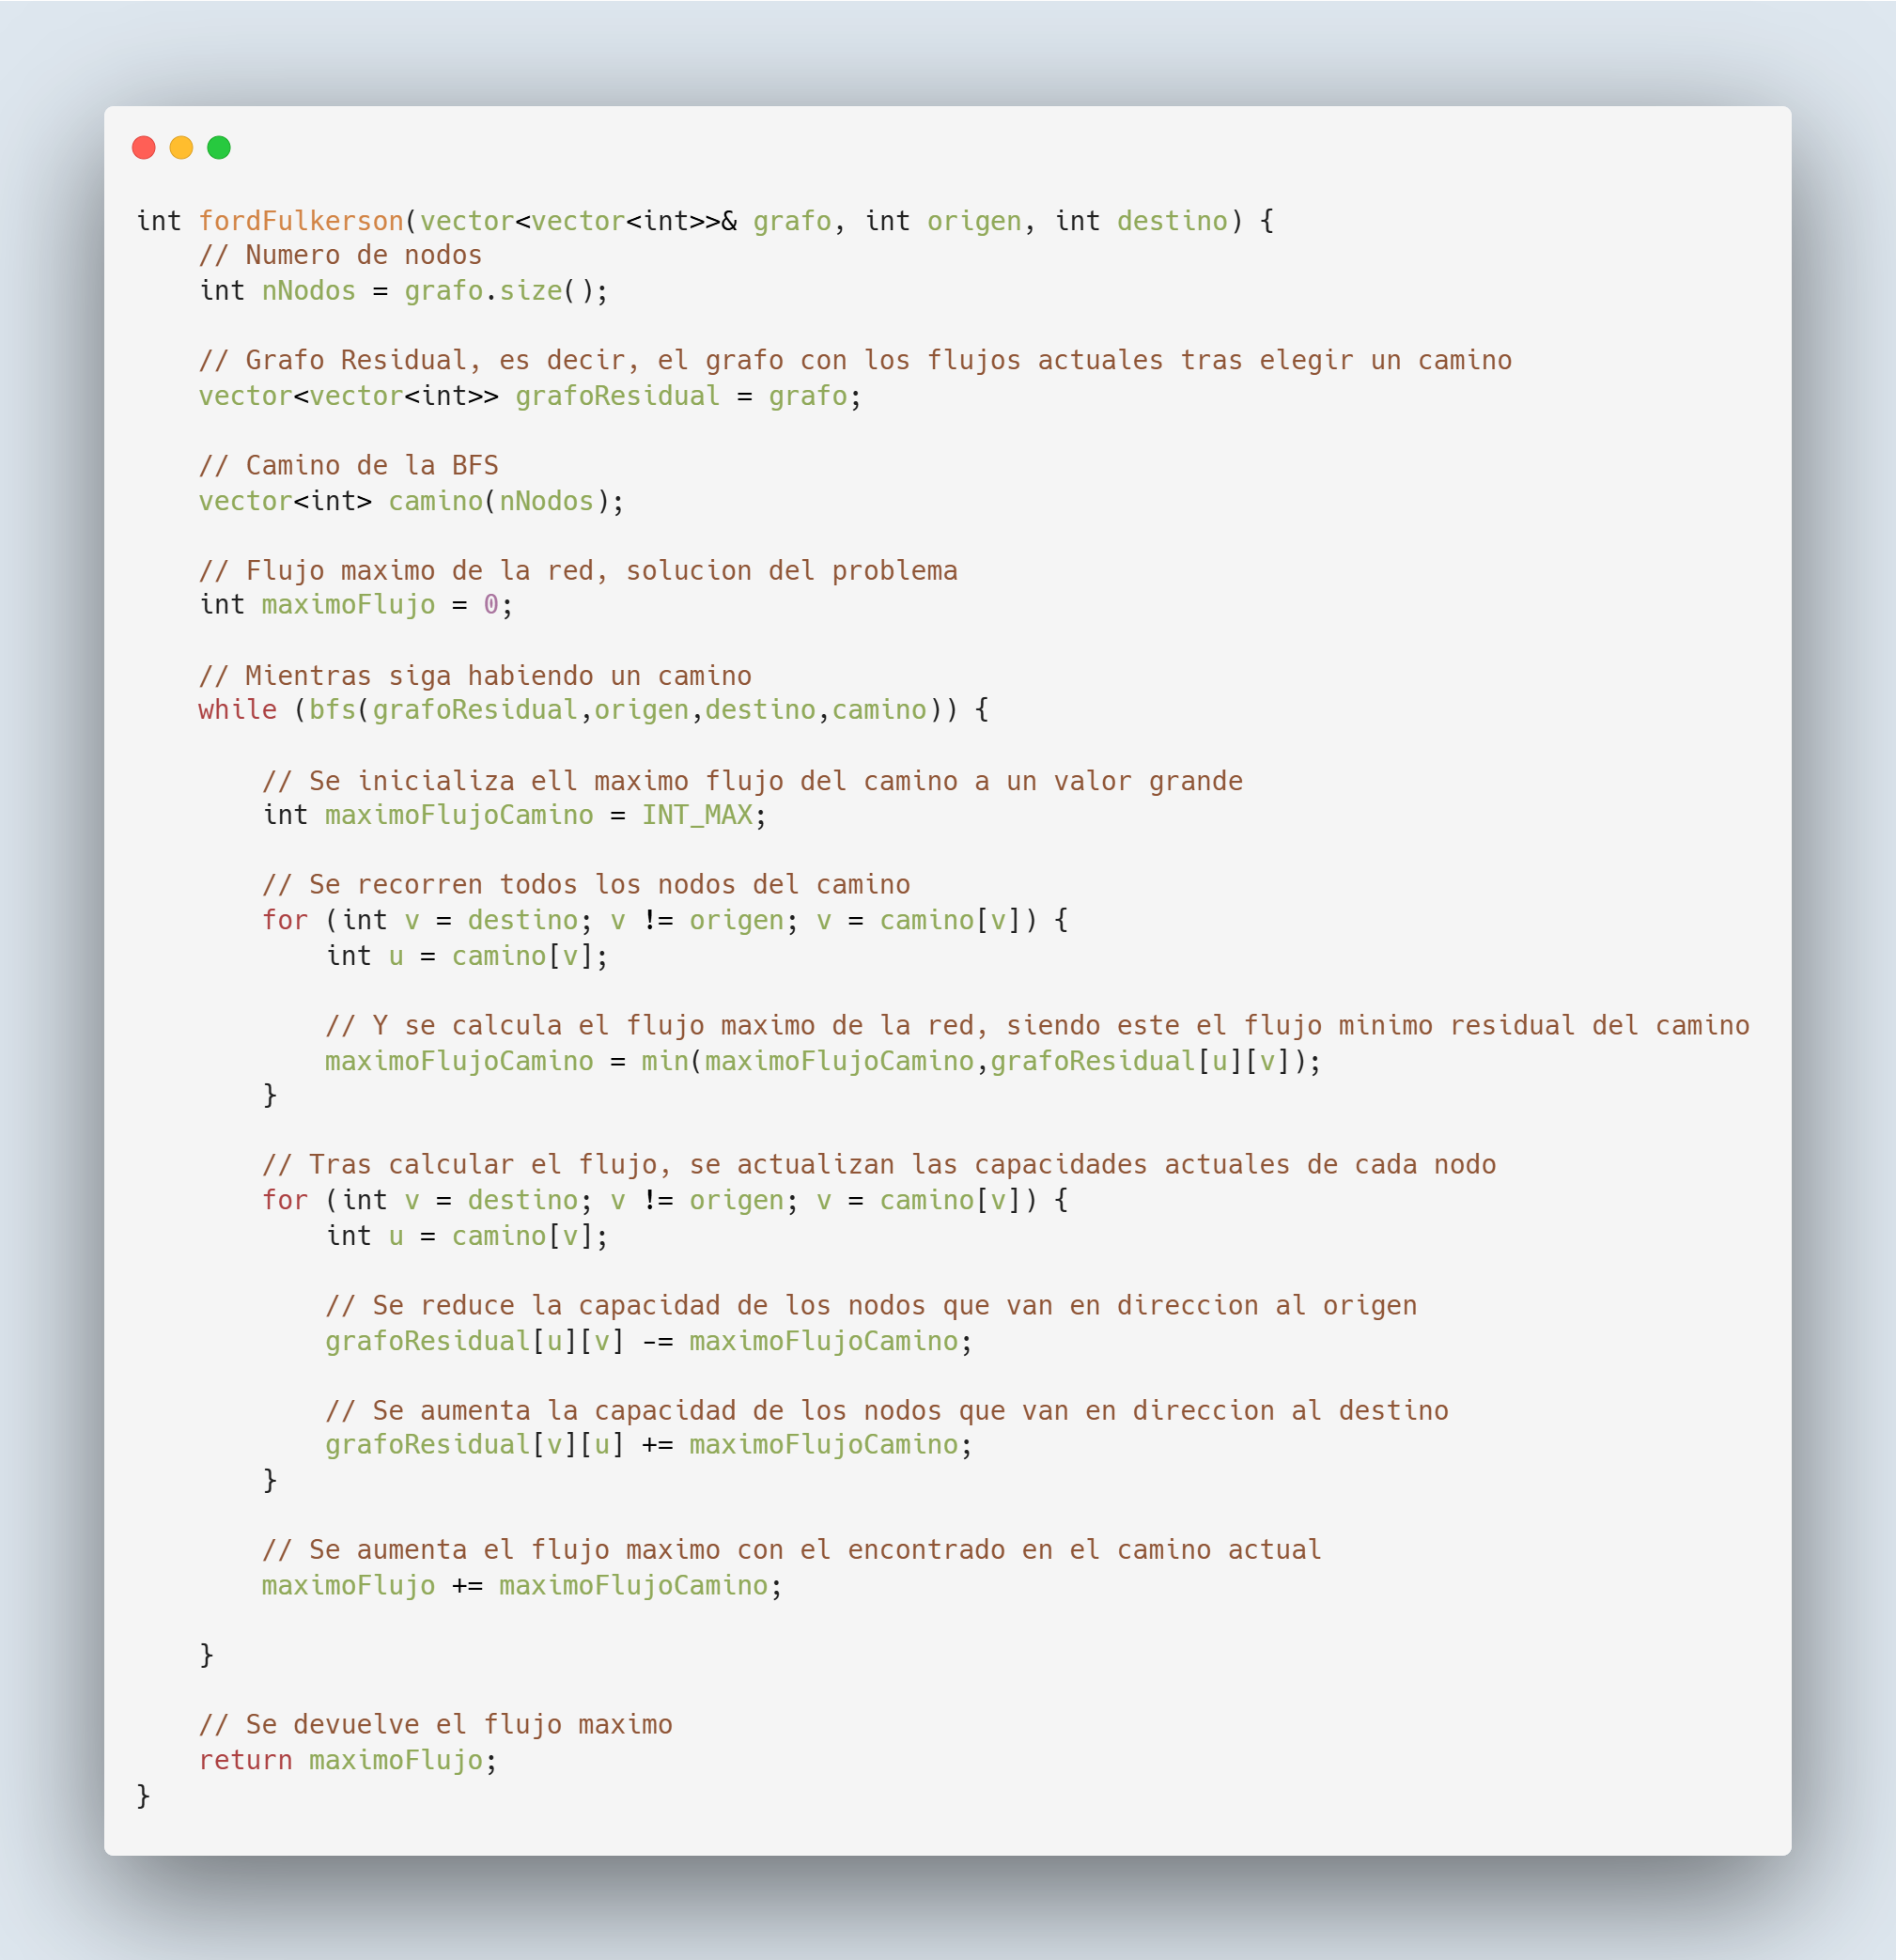 int fordFulkerson(vector<vector<int>>& grafo, int origen, int destino) {
    // Numero de nodos
    int nNodos = grafo.size();

    // Grafo Residual, es decir, el grafo con los flujos actuales tras elegir un camino
    vector<vector<int>> grafoResidual = grafo;

    // Camino de la BFS
    vector<int> camino(nNodos);

    // Flujo maximo de la red, solucion del problema
    int maximoFlujo = 0;

    // Mientras siga habiendo un camino
    while (bfs(grafoResidual,origen,destino,camino)) {

        // Se inicializa ell maximo flujo del camino a un valor grande
        int maximoFlujoCamino = INT_MAX;

        // Se recorren todos los nodos del camino
        for (int v = destino; v != origen; v = camino[v]) {
            int u = camino[v];

            // Y se calcula el flujo maximo de la red, siendo este el flujo minimo residual del camino
            maximoFlujoCamino = min(maximoFlujoCamino,grafoResidual[u][v]);
        }

        // Tras calcular el flujo, se actualizan las capacidades actuales de cada nodo
        for (int v = destino; v != origen; v = camino[v]) {
            int u = camino[v];

            // Se reduce la capacidad de los nodos que van en direccion al origen
            grafoResidual[u][v] -= maximoFlujoCamino;

            // Se aumenta la capacidad de los nodos que van en direccion al destino
            grafoResidual[v][u] += maximoFlujoCamino;
        }

        // Se aumenta el flujo maximo con el encontrado en el camino actual
        maximoFlujo += maximoFlujoCamino;

    }

    // Se devuelve el flujo maximo
    return maximoFlujo;
}